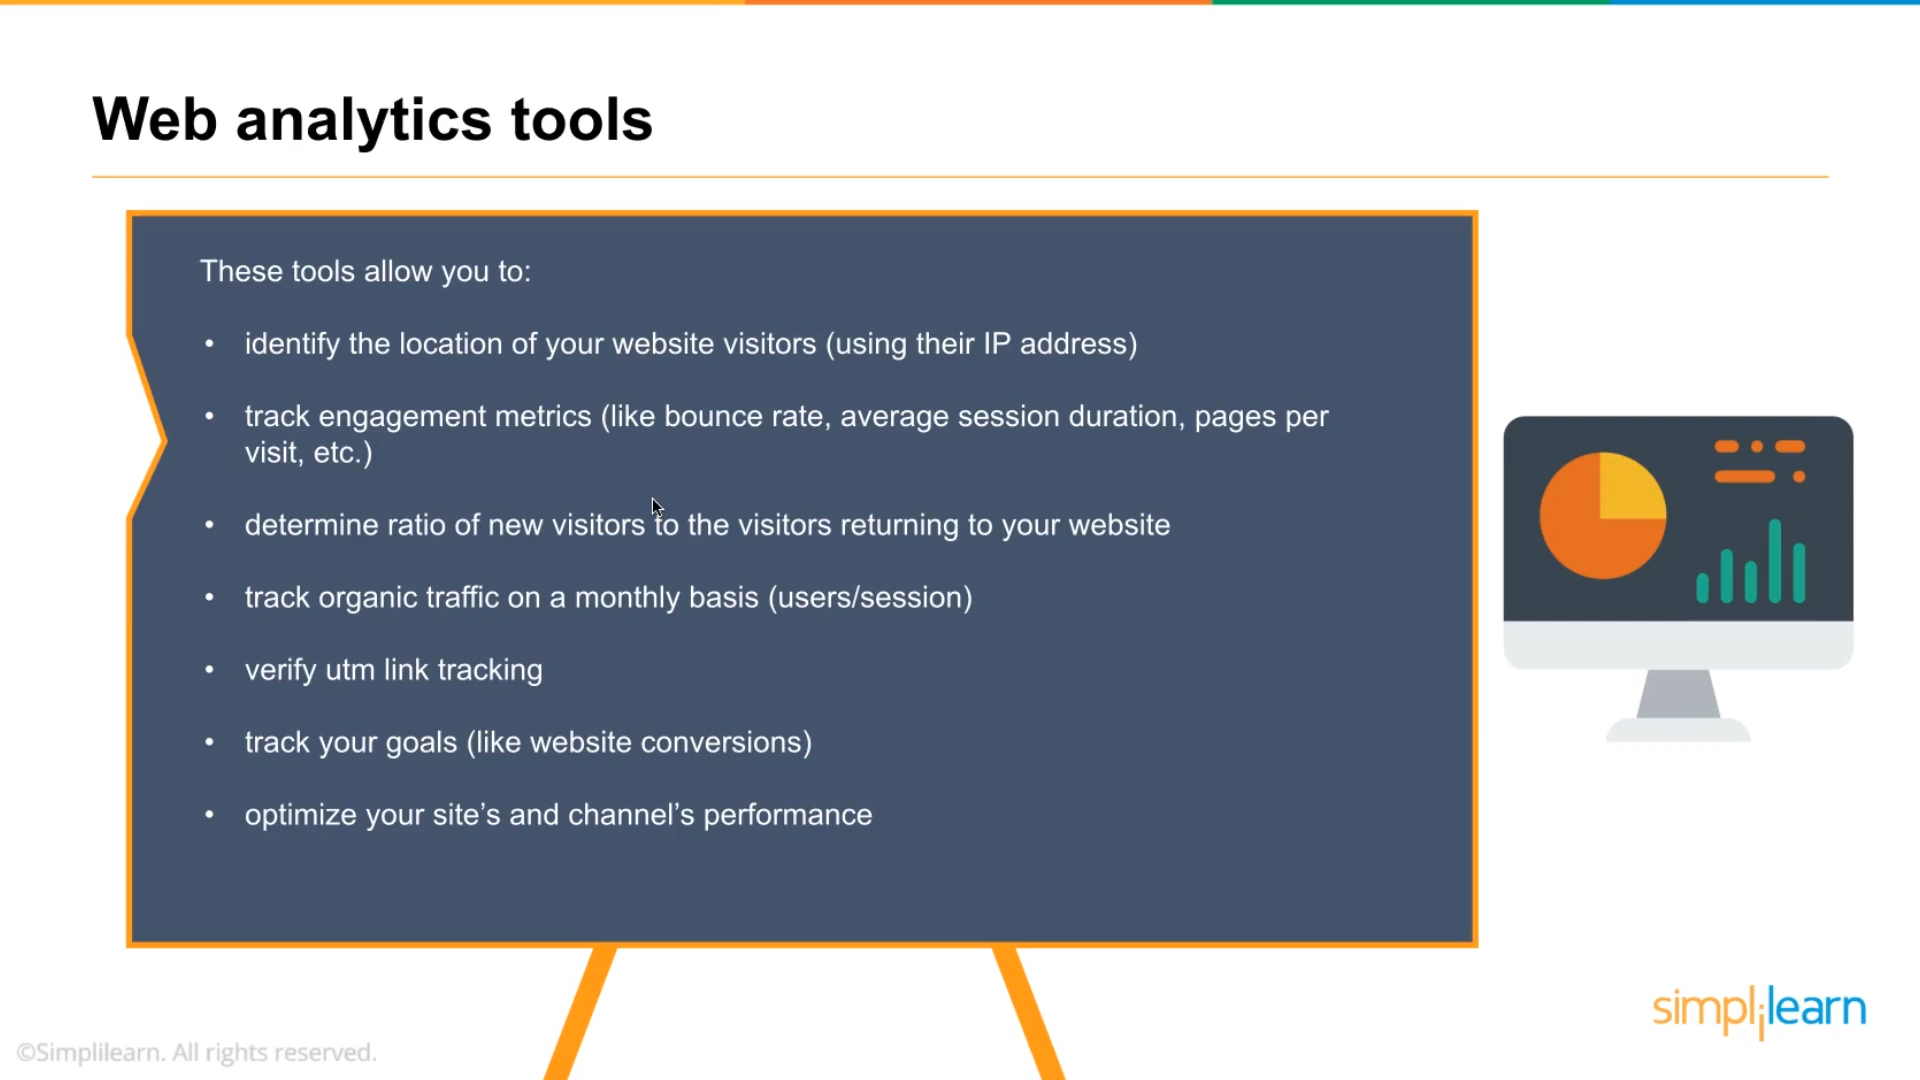 Web analytics tools
These tools allow you to:
• identify the location of your website visitors (using their IP address)
• track engagement metrics (like bounce rate, average session duration, pages per
visit, etc.)
• determine ratio of new visitors to the visitors returning to your website
• track organic traffic on a monthly basis (users/session)
• verify utm link tracking
• track your goals (like website conversions)
• optimize your site’s and channel’s performance
simplilearn
©Simplilearn. All rights reserved.